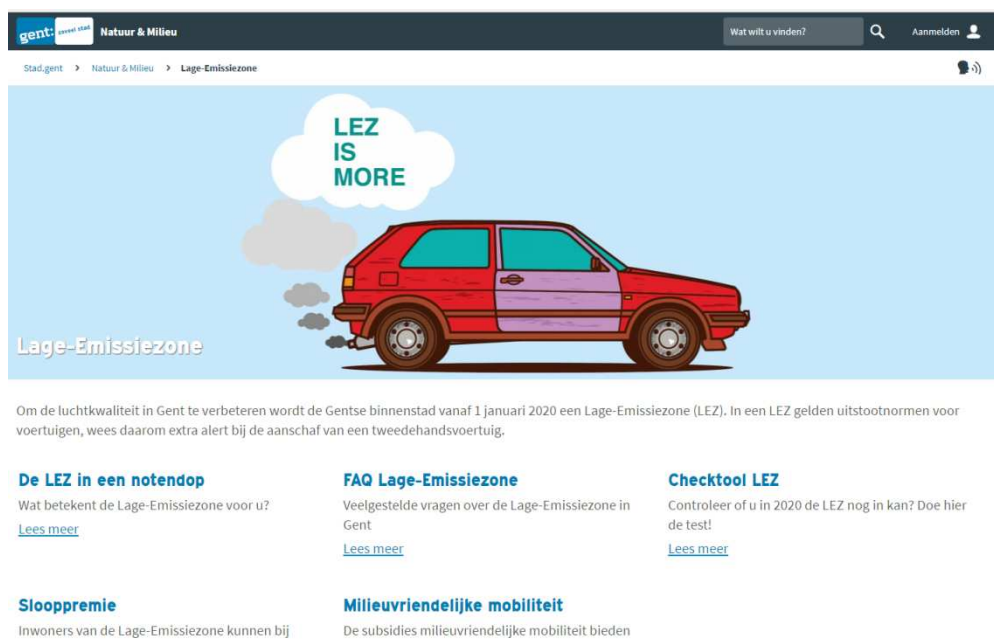 gent: zoveel stad Natuur & Milieu Wat wilt u vinden? Aanmelden
Stad.gent > Natuur & Milieu > Lage-Emissiezone
LEZ
IS
MORE
Lage-Emissiezone
Om de luchtkwaliteit in Gent te verbeteren wordt de Gentse binnenstad vanaf 1 januari 2020 een Lage-Emissiezone (LEZ). In een LEZ gelden uitstootnormen voor
voertuigen, wees daarom extra alert bij de aanschaf van een tweedehandsvoertuig.
De LEZ in een notendop
Wat betekent de Lage-Emissiezone voor u?
Lees meer
FAQ Lage-Emissiezone
Veelgestelde vragen over de Lage-Emissiezone in
Gent
Lees meer
Checktool LEZ
Controleer of u in 2020 de LEZ nog in kan? Doe hier
de test!
Lees meer
Slooppremie
Inwoners van de Lage-Emissiezone kunnen bij
Milieuvriendelijke mobiliteit
De subsidies milieuvriendelijke mobiliteit bieden